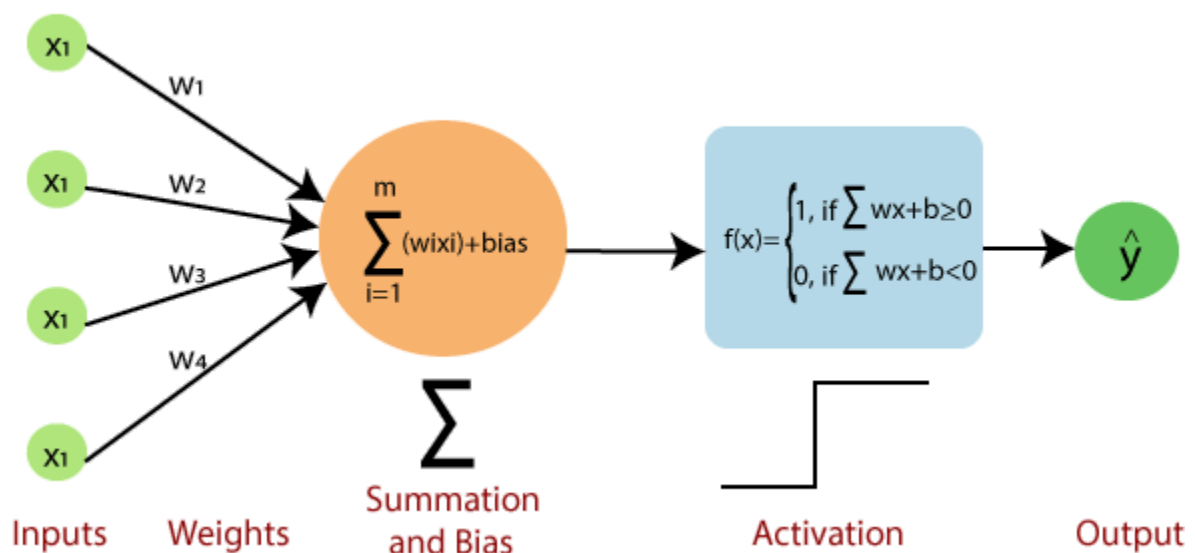 x1
w1
x1
w2
w3
x1
w4
x1
m
∑(wixi)+bias
i=1
f(x)={1, if ∑ wx+b≥0
0, if ∑ wx+b<0
ŷ
∑
Inputs
Weights
Summation
and Bias
Activation
Output